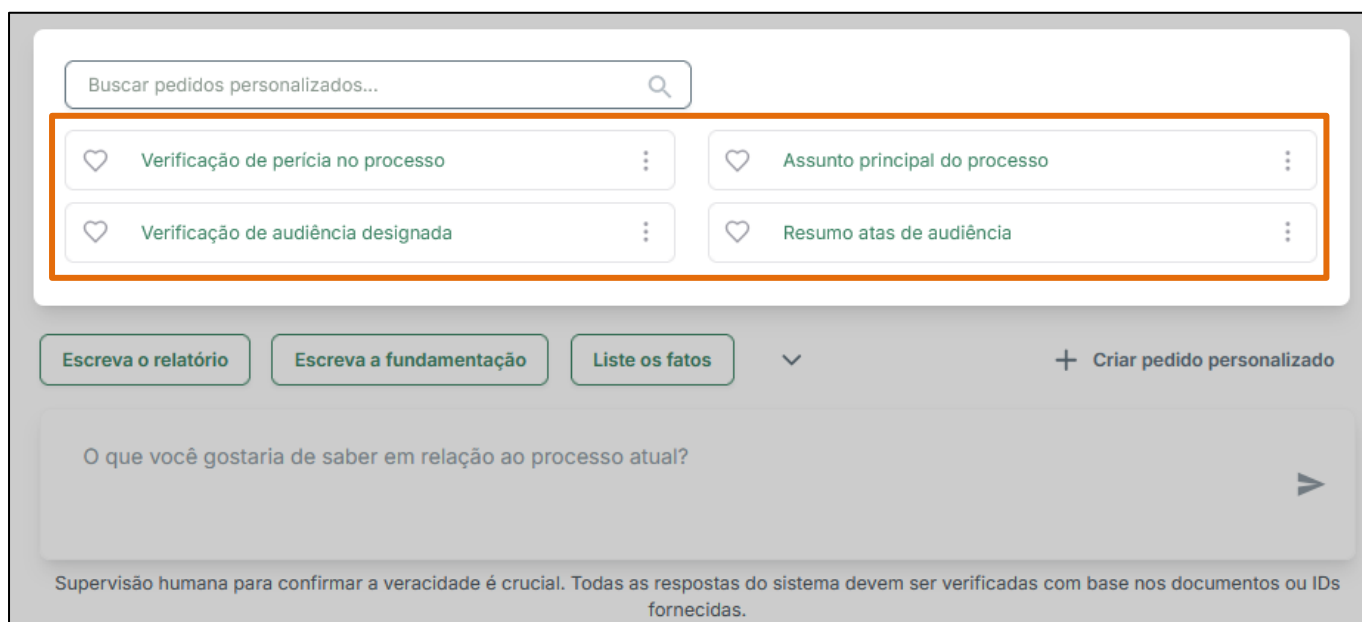 Buscar pedidos personalizados...
Verificação de perícia no processo
Assunto principal do processo
Verificação de audiência designada
Resumo atas de audiência
Escreva o relatório
Escreva a fundamentação
Liste os fatos
Criar pedido personalizado
O que você gostaria de saber em relação ao processo atual?
Supervisão humana para confirmar a veracidade é crucial. Todas as respostas do sistema devem ser verificadas com base nos documentos ou IDs
fornecidas.